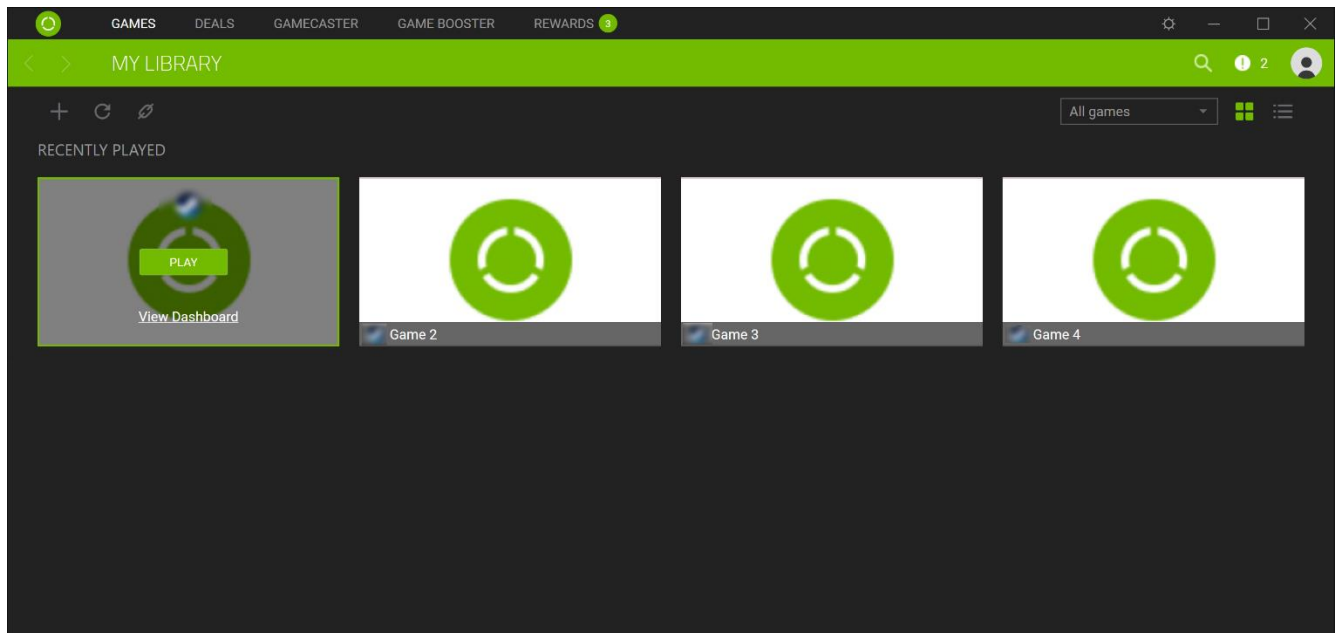 GAMES DEALS GAMECASTER GAME BOOSTER REWARDS 3
MY LIBRARY
! 2
All games
RECENTLY PLAYED
PLAY
View Dashboard
Game 2
Game 3
Game 4